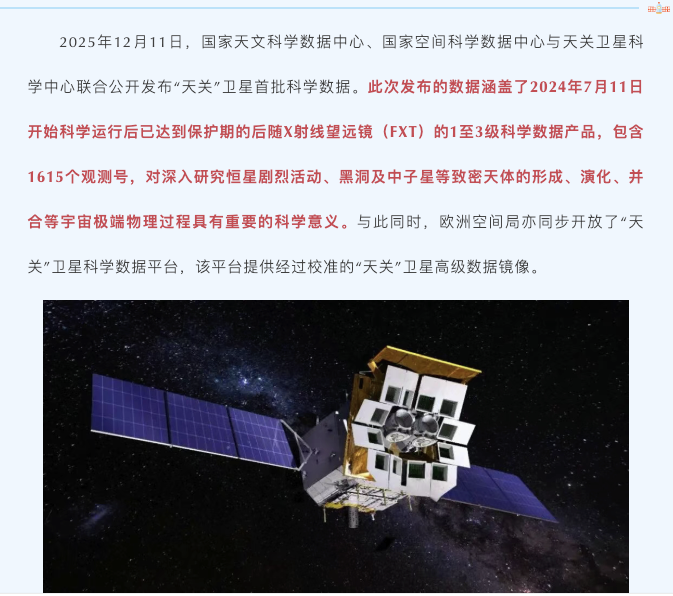 2025年12月11日，国家天文科学数据中心、国家空间科学数据中心与天关卫星科
学中心联合公开发布“天关”卫星首批科学数据。此次发布的数据涵盖了2024年7月11日
开始科学运行后已达到保护期的后随X射线望远镜（FXT）的1至3级科学数据产品，包含
1615个观测号，对深入研究恒星剧烈活动、黑洞及中子星等致密天体的形成、演化、并
合等宇宙极端物理过程具有重要的科学意义。与此同时，欧洲空间局亦同步开放了“天
关”卫星科学数据平台，该平台提供经过校准的“天关”卫星高级数据镜像。